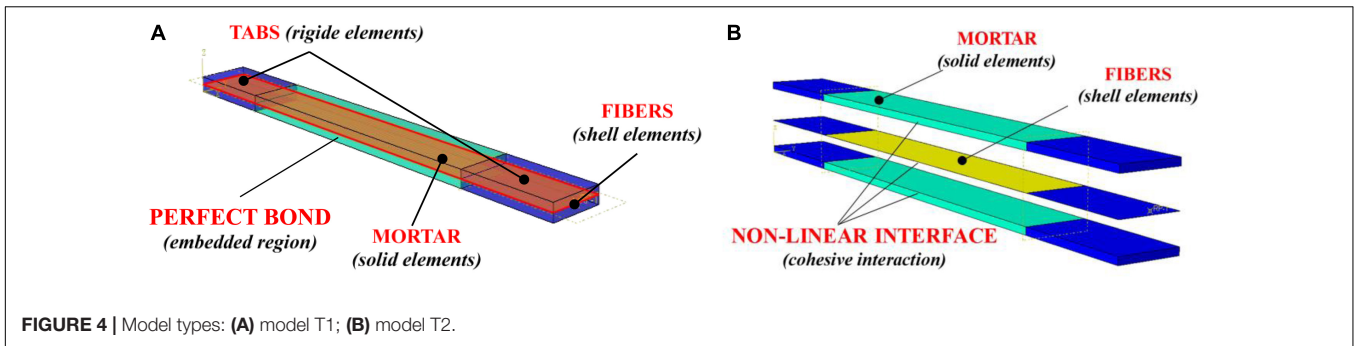 A
TABS (rigide elements)
FIBERS
(shell elements)
PERFECT BOND
(embedded region)
MORTAR
(solid elements)
B
MORTAR
(solid elements)
FIBERS
(shell elements)
NON-LINEAR INTERFACE
(cohesive interaction)
FIGURE 4 | Model types: (A) model T1; (B) model T2.